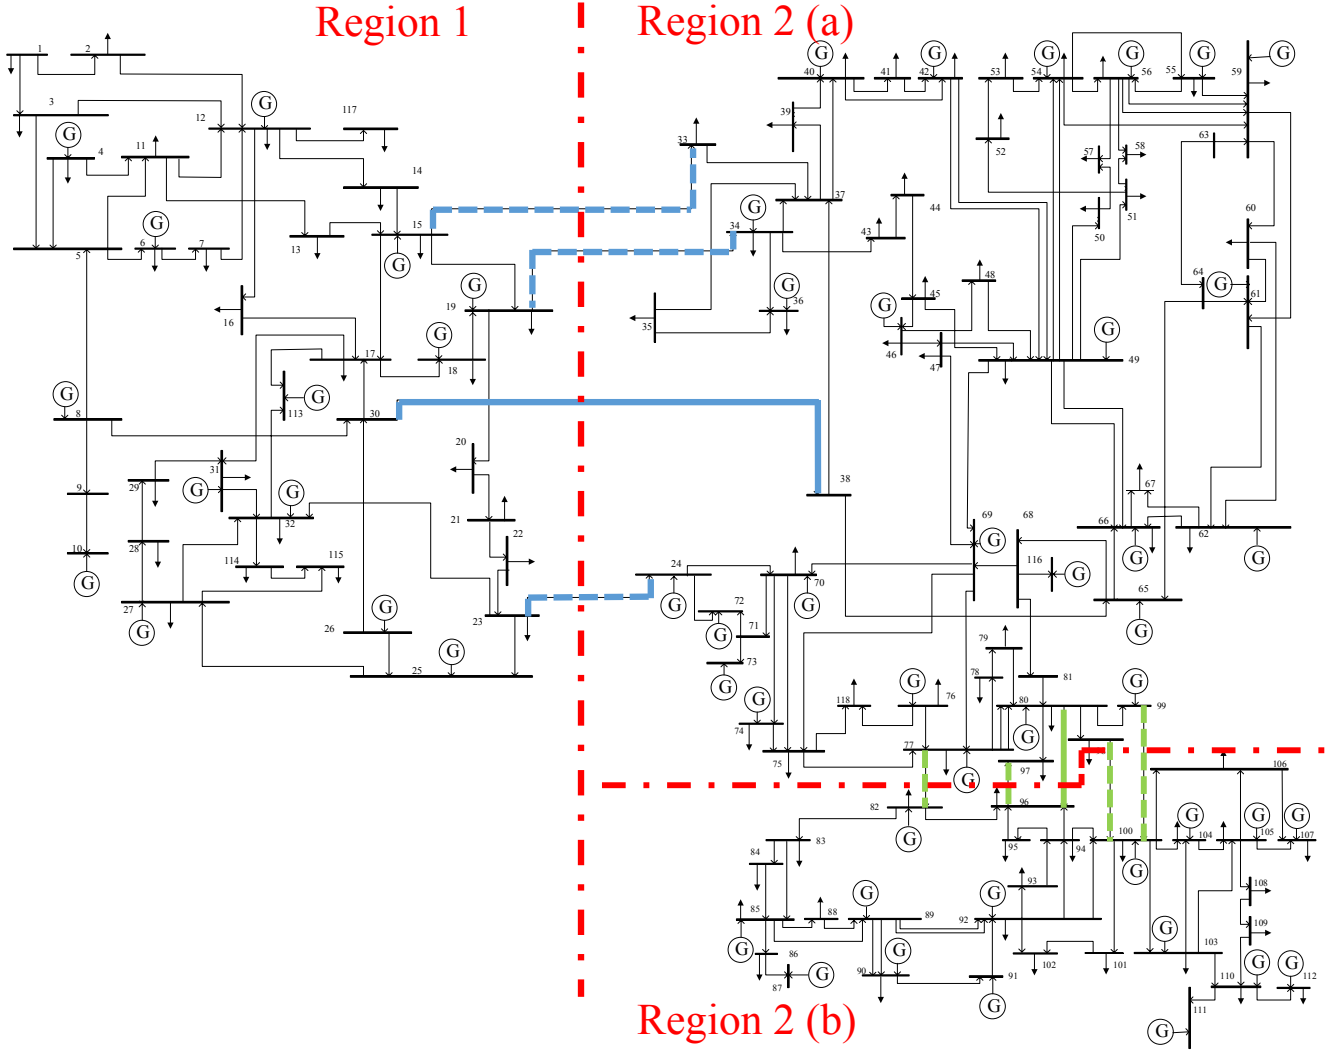 Region 1
Region 2 (a)
1
2
3
G
4
5
G
6
7
G
8
9
10
G
11
G
12
13
14
15
G
16
17
G
18
G
19
20
21
22
23
24
G
25
G
26
G
27
G
28
29
30
31
G
G
32
113
G
114
115
117
33
G
34
35
G
36
37
38
39
G
40
41
G
42
43
44
45
G
46
47
48
G
49
50
51
52
53
G
54
G
55
G
56
57
58
G
59
60
G
61
62
G
63
64
65
G
66
G
67
68
69
G
116
G
70
G
71
72
G
73
G
G
74
75
118
G
76
77
G
78
79
80
G
81
G
99
97
82
G
83
84
85
G
86
87
G
88
G
89
G
90
91
G
G
92
93
94
95
96
100
G
101
102
G
103
G
104
G
105
106
G
107
108
109
G
110
G
111
G
112
Region 2 (b)